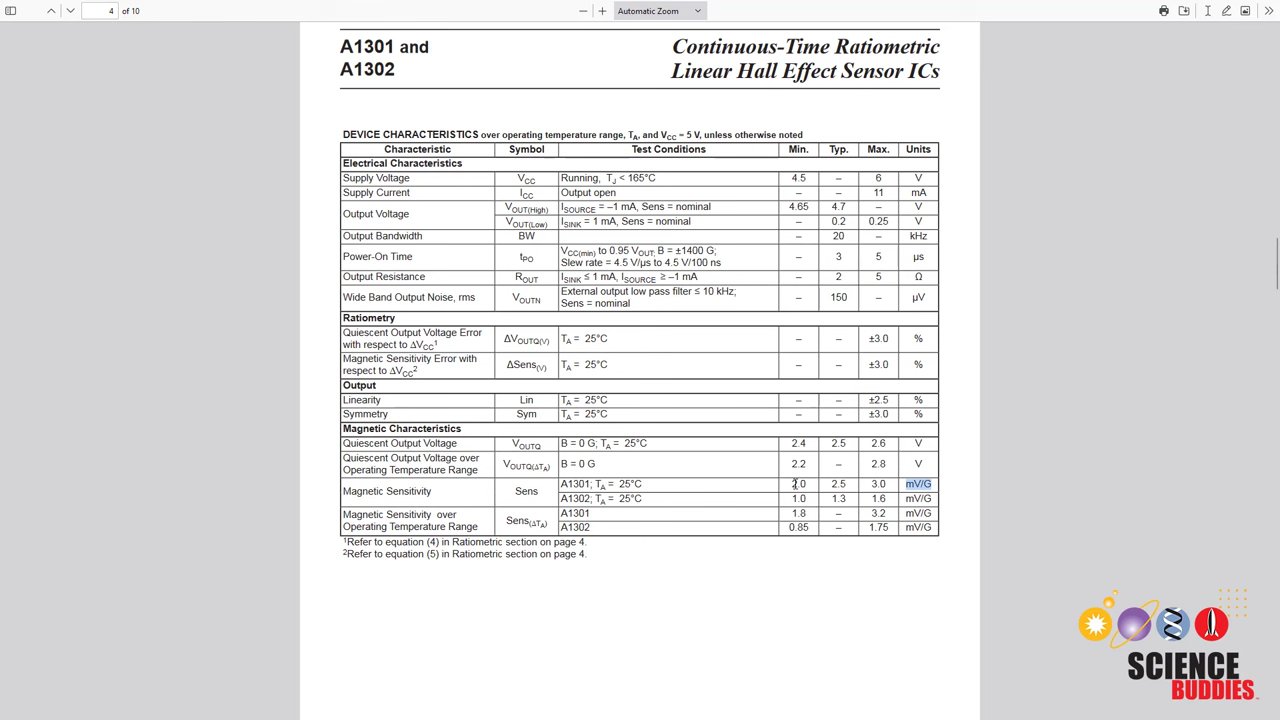 4 of 10
Automatic Zoom
A1301 and
A1302
Continuous-Time Ratiometric
Linear Hall Effect Sensor ICs
DEVICE CHARACTERISTICS over operating temperature range, TA, and VCC = 5 V, unless otherwise noted
Characteristic Symbol Test Conditions Min. Typ. Max. Units
Electrical Characteristics
Supply Voltage VCC Running, TJ < 165°C 4.5 – 6 V
Supply Current ICC Output open – – 11 mA
Output Voltage VOUT(High) ISOURCE = –1 mA, Sens = nominal 4.65 4.7 – V
VOUT(Low) ISINK = 1 mA, Sens = nominal – 0.2 0.25 V
Output Bandwidth BW – 20 – kHz
Power-On Time tPO VCC(min) to 0.95 VOUT; B = ±1400 G;
Slew rate = 4.5 V/μs to 4.5 V/100 ns – 3 5 μs
Output Resistance ROUT ISINK ≤ 1 mA, ISOURCE ≥ –1 mA – 2 5 Ω
Wide Band Output Noise, rms VOUTN External output low pass filter ≤ 10 kHz;
Sens = nominal – 150 – μV
Ratiometry
Quiescent Output Voltage Error
with respect to ΔVCC1 ΔVOUTQ(V) TA = 25°C – – ±3.0 %
Magnetic Sensitivity Error with
respect to ΔVCC2 ΔSens(V) TA = 25°C – – ±3.0 %
Output
Linearity Lin TA = 25°C – – ±2.5 %
Symmetry Sym TA = 25°C – – ±3.0 %
Magnetic Characteristics
Quiescent Output Voltage VOUTQ B = 0 G; TA = 25°C 2.4 2.5 2.6 V
Quiescent Output Voltage over
Operating Temperature Range VOUTQ(ΔTA) B = 0 G 2.2 – 2.8 V
Magnetic Sensitivity Sens A1301; TA = 25°C 2.0 2.5 3.0 mV/G
A1302; TA = 25°C 1.0 1.3 1.6 mV/G
Magnetic Sensitivity over
Operating Temperature Range Sens(ΔTA) A1301 1.8 – 3.2 mV/G
A1302 0.85 – 1.75 mV/G
1Refer to equation (4) in Ratiometric section on page 4.
2Refer to equation (5) in Ratiometric section on page 4.
SCIENCE
BUDDIES